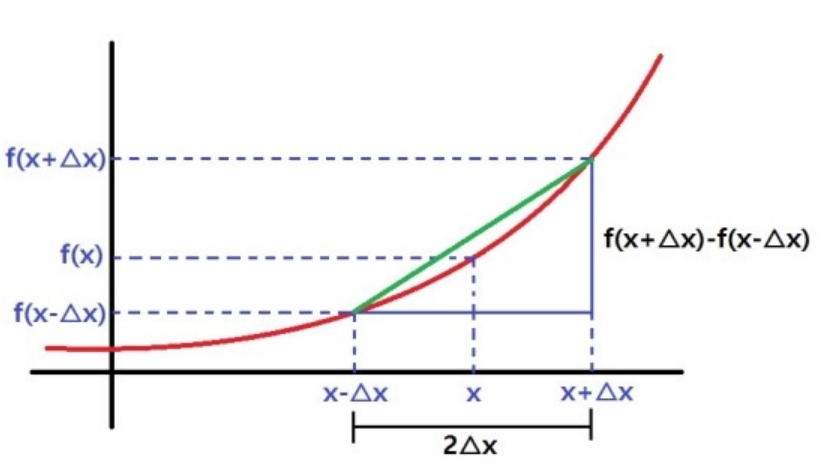 f(x+△x)
f(x+△x)-f(x-△x)
f(x)
f(x-△x)
x-△x
x
x+△x
2△x